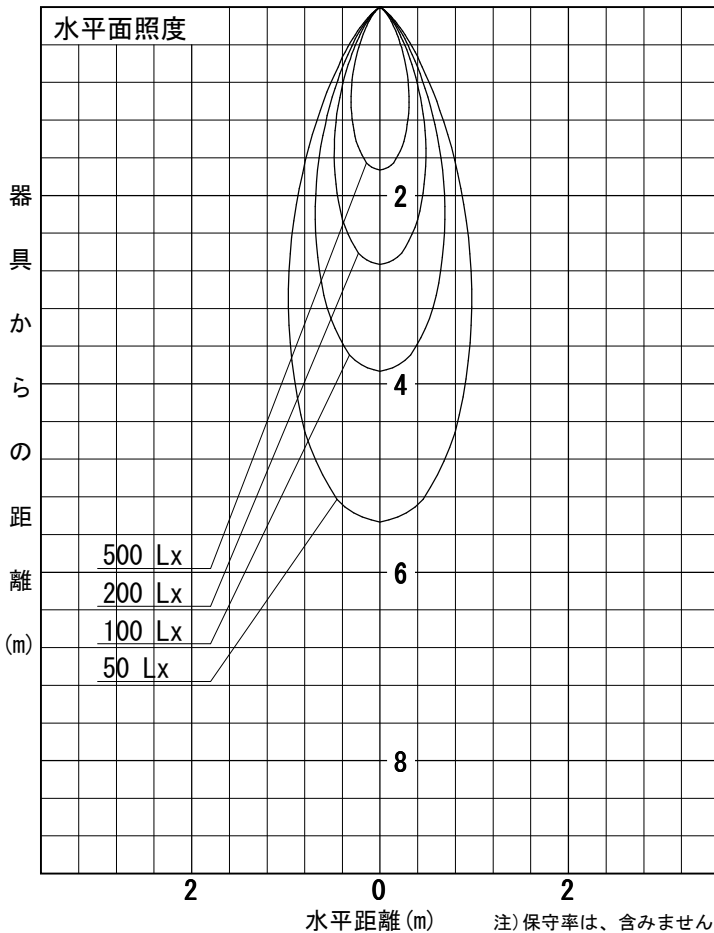 水平面照度
器具からの距離(m)
2
4
6
8
500 Lx
200 Lx
100 Lx
50 Lx
2
0
2
水平距離(m)
注)保守率は、含みません